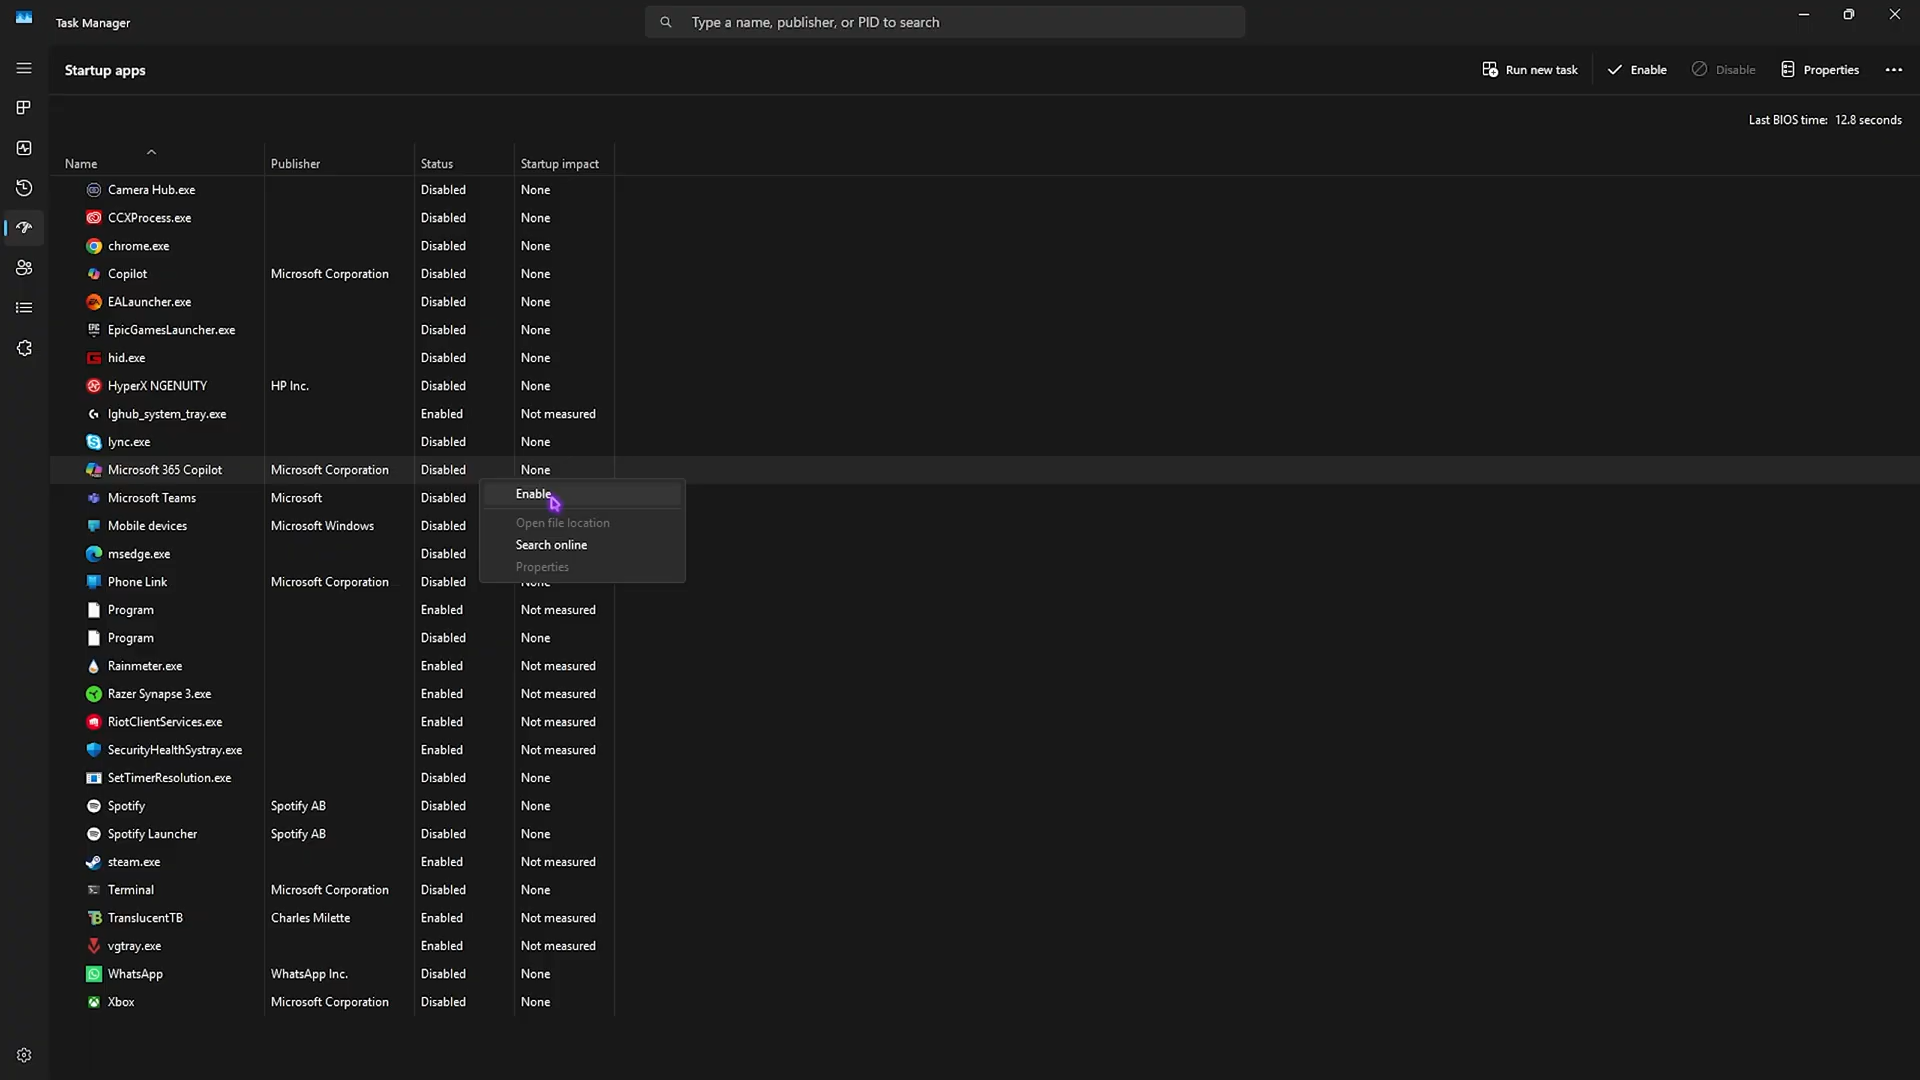 Task Manager
Type a name, publisher, or PID to search
Startup apps
Run new task
Enable
Disable
Properties
Last BIOS time: 12.8 seconds
Name Publisher Status Startup impact
Camera Hub.exe Disabled None
CCXProcess.exe Disabled None
chrome.exe Disabled None
Copilot Microsoft Corporation Disabled None
EALauncher.exe Disabled None
EpicGamesLauncher.exe Disabled None
hid.exe Disabled None
HyperX NGENUITY HP Inc. Disabled None
lghub_system_tray.exe Enabled Not measured
lync.exe Disabled None
Microsoft 365 Copilot Microsoft Corporation Disabled None
Microsoft Teams Microsoft Disabled
Enable
Mobile devices Microsoft Windows Disabled
Open file location
Search online
msedge.exe Disabled
Properties
Phone Link Microsoft Corporation Disabled None
Program Enabled Not measured
Program Disabled None
Rainmeter.exe Enabled Not measured
Razer Synapse 3.exe Enabled Not measured
RiotClientServices.exe Enabled Not measured
SecurityHealthSystray.exe Enabled Not measured
SetTimerResolution.exe Disabled None
Spotify Spotify AB Disabled None
Spotify Launcher Spotify AB Disabled None
steam.exe Enabled Not measured
Terminal Microsoft Corporation Disabled None
TranslucentTB Charles Milette Enabled Not measured
vgtray.exe Enabled Not measured
WhatsApp WhatsApp Inc. Disabled None
Xbox Microsoft Corporation Disabled None